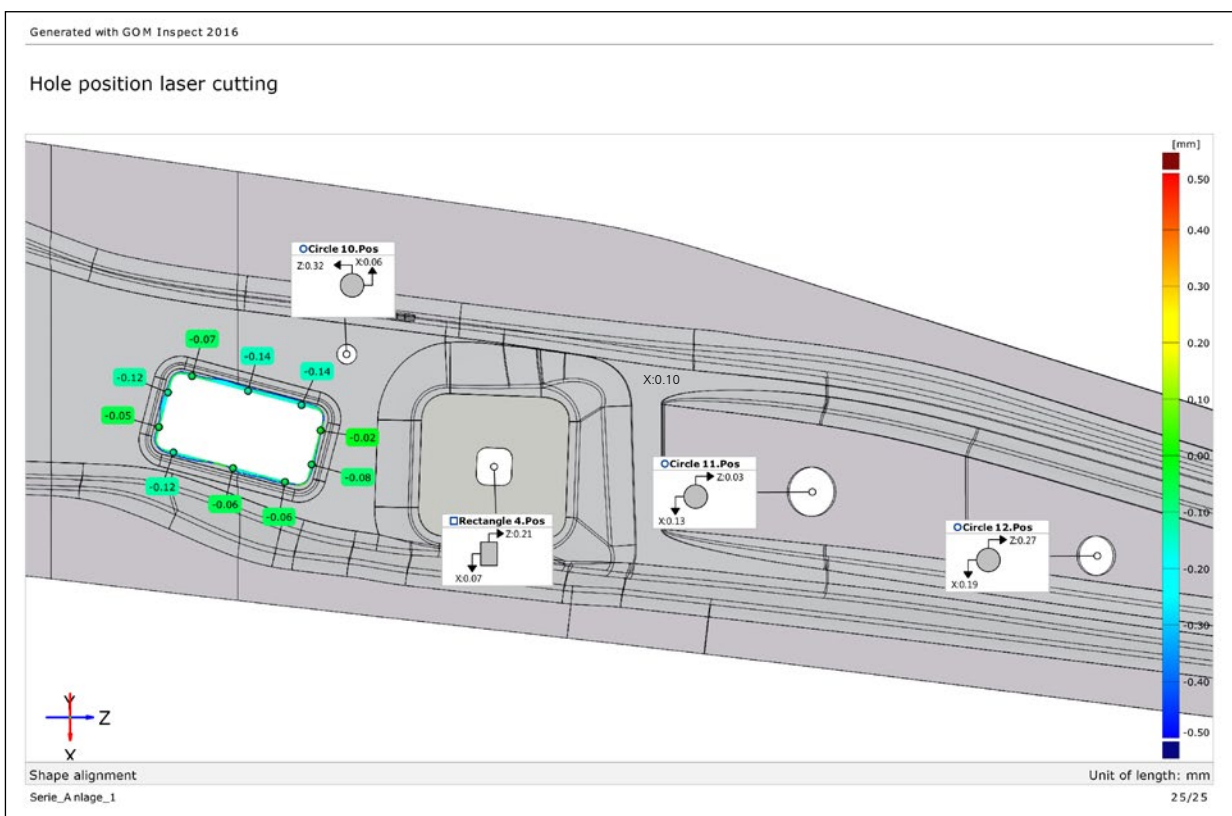 Generated with GOM Inspect 2016
Hole position laser cutting
[mm]
0.50
0.40
0.30
0.20
0.10
0.00
-0.10
-0.20
-0.30
-0.40
-0.50
Circle 10.Pos
Z:0.32 X:0.06
-0.07
-0.14
-0.14
-0.12
-0.05
-0.02
-0.08
-0.12
-0.06
-0.06
X:0.10
Rectangle 4.Pos
Z:0.21
X:0.07
Circle 11.Pos
Z:0.03
X:0.13
Circle 12.Pos
Z:0.27
X:0.19
Y
Z
X
Shape alignment Unit of length: mm
Serie_Anlage_1 25/25